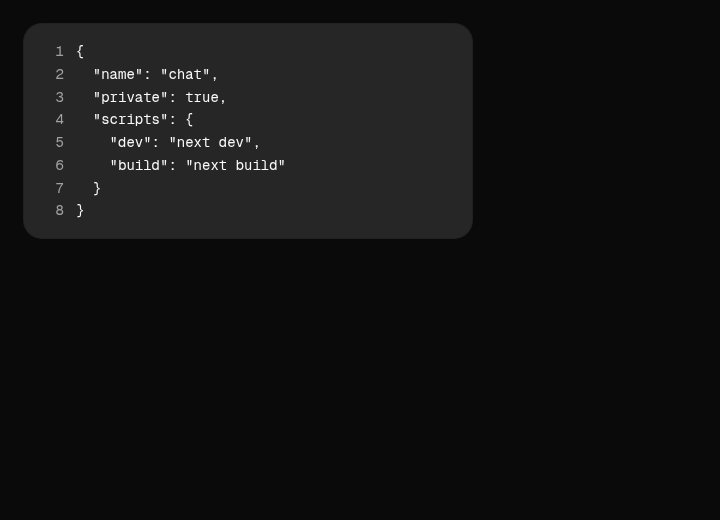 1 {
2   "name": "chat",
3   "private": true,
4   "scripts": {
5     "dev": "next dev",
6     "build": "next build"
7   }
8 }